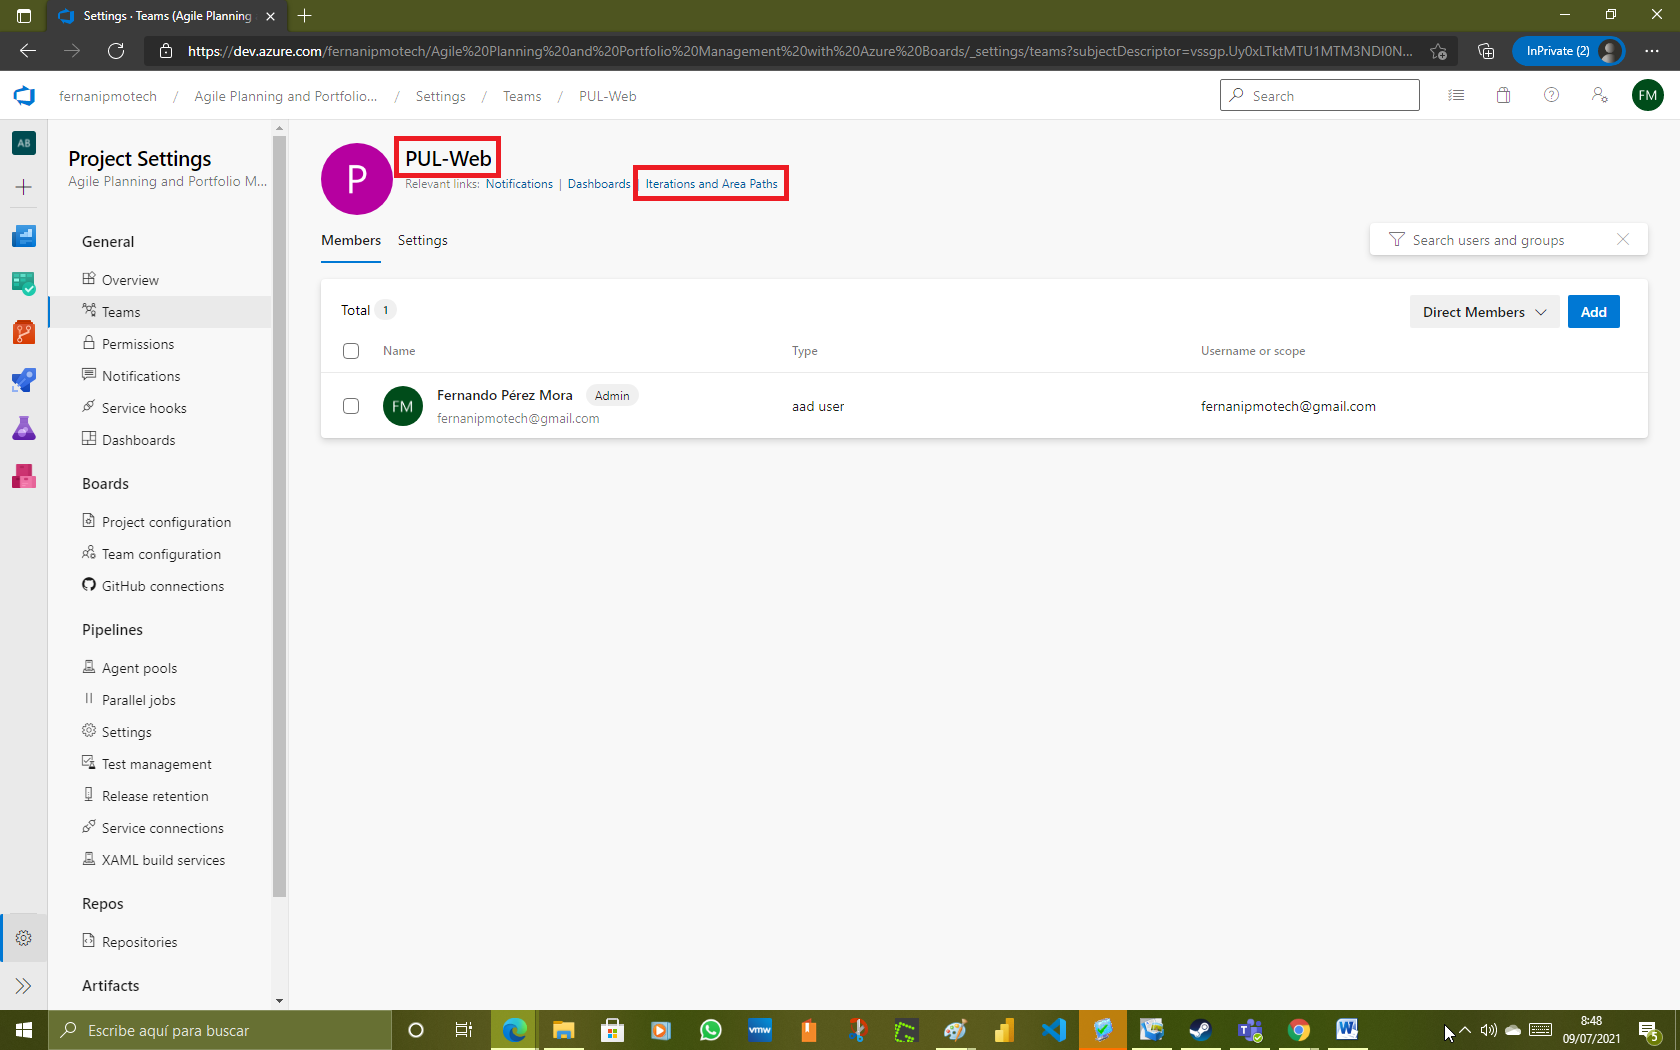 Settings · Teams (Agile Planning
InPrivate (2)
https://dev.azure.com/fernanipmotech/Agile%20Planning%20and%20Portfolio%20Management%20with%20Azure%20Boards/_settings/teams?subjectDescriptor=vssgp.Uy0xLTktMTU1MTM3NDI0N...
fernanipmotech / Agile Planning and Portfolio... / Settings / Teams / PUL-Web
Search
FM
AB
Project Settings
Agile Planning and Portfolio M...
General
Overview
Teams
Permissions
Notifications
Service hooks
Dashboards
Boards
Project configuration
Team configuration
GitHub connections
Pipelines
Agent pools
Parallel jobs
Settings
Test management
Release retention
Service connections
XAML build services
Repos
Repositories
Artifacts
P
PUL-Web
Relevant links: Notifications | Dashboards | Iterations and Area Paths
Members Settings
Search users and groups
Total 1
Direct Members
Add
Name Type Username or scope
FM
Fernando Pérez Mora Admin
fernanipmotech@gmail.com
aad user
fernanipmotech@gmail.com
Escribe aquí para buscar
vmw
8:48
09/07/2021
5